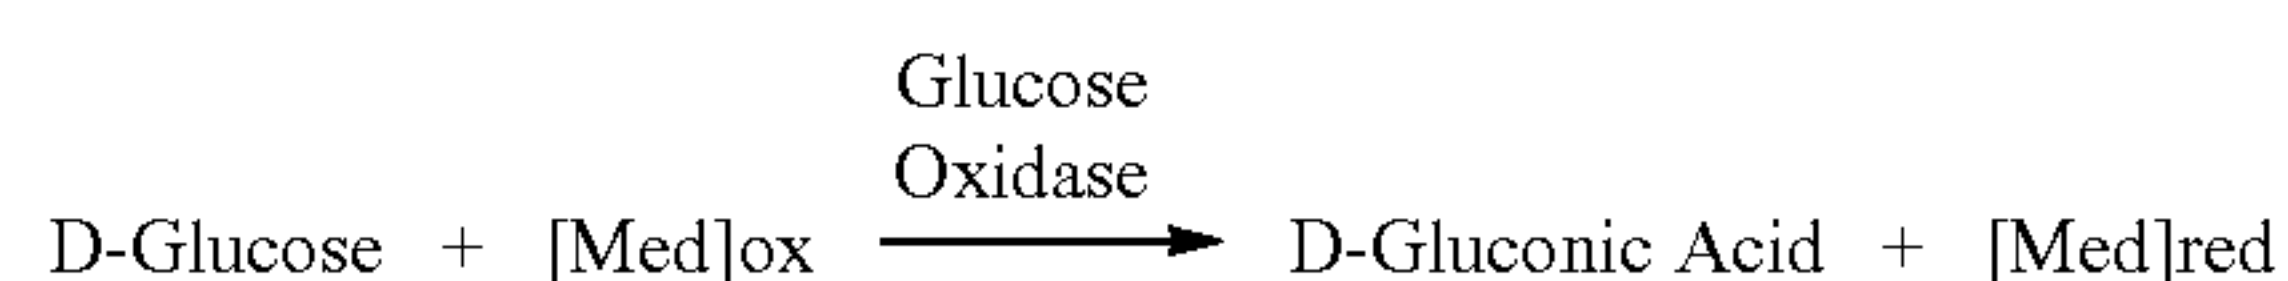 Glucose
Oxidase
D-Glucose + [Med]ox D-Gluconic Acid + [Med]red